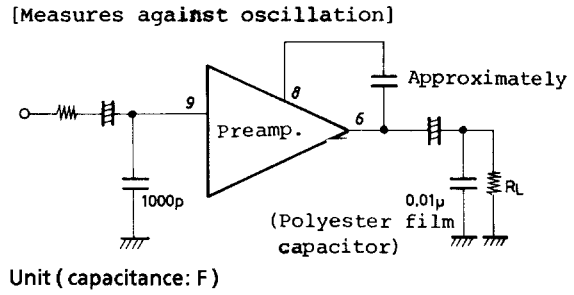 [Measures against oscillation]
8
Approximately
9
6
Preamp.
1000p
0.01μ
RL
(Polyester film
capacitor)
Unit (capacitance: F)